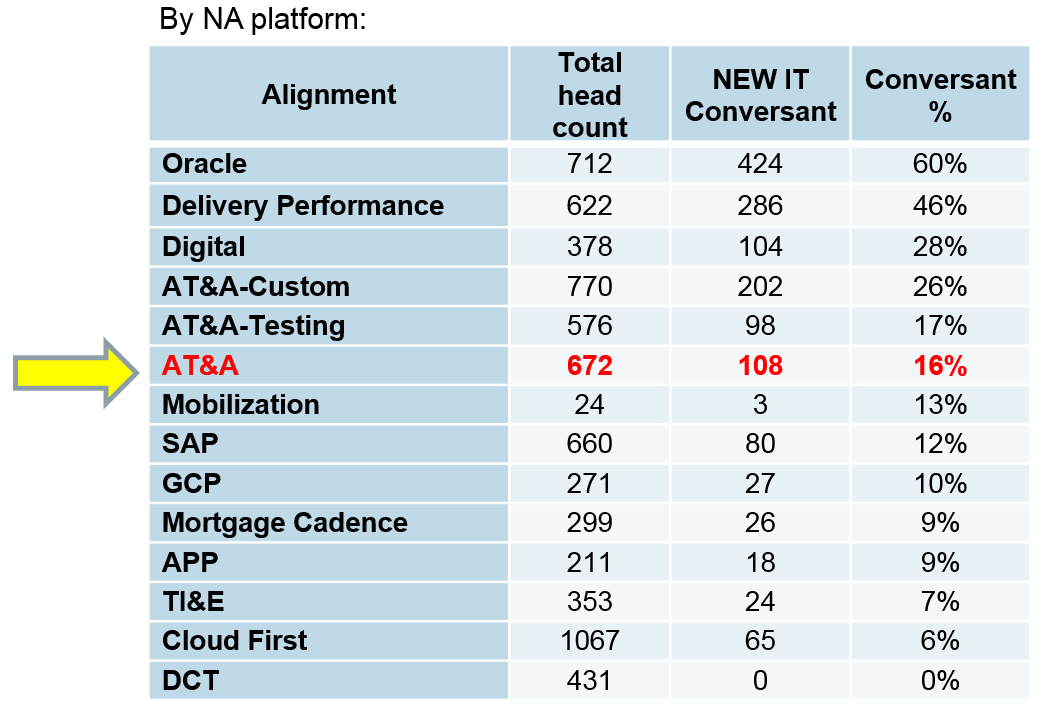 By NA platform:
Alignment Total head count NEW IT Conversant Conversant %
Oracle 712 424 60%
Delivery Performance 622 286 46%
Digital 378 104 28%
AT&A-Custom 770 202 26%
AT&A-Testing 576 98 17%
AT&A 672 108 16%
Mobilization 24 3 13%
SAP 660 80 12%
GCP 271 27 10%
Mortgage Cadence 299 26 9%
APP 211 18 9%
TI&E 353 24 7%
Cloud First 1067 65 6%
DCT 431 0 0%